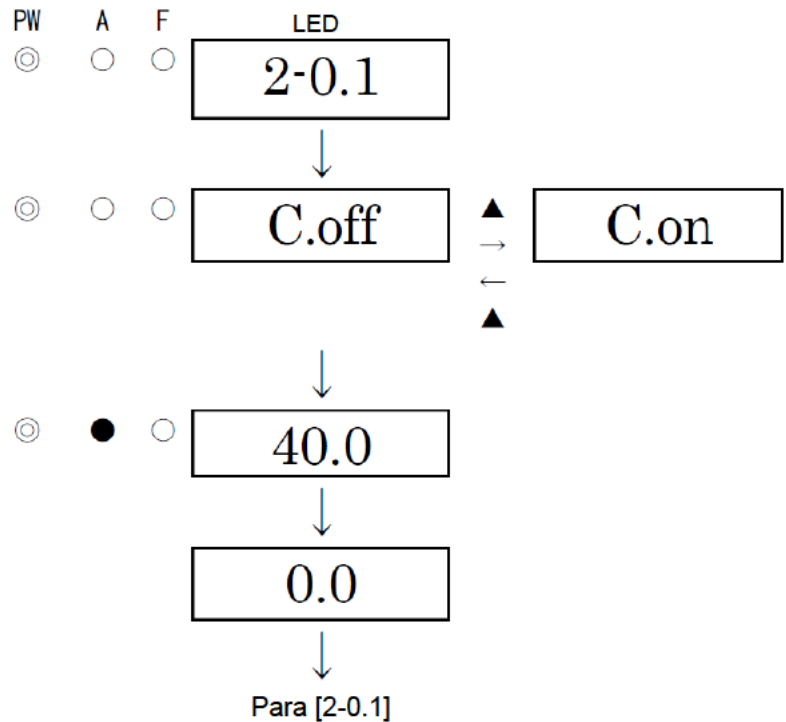 PW A F LED
2-0.1
C.off ▲ → ← ▲ C.on
40.0
0.0
Para [2-0.1]